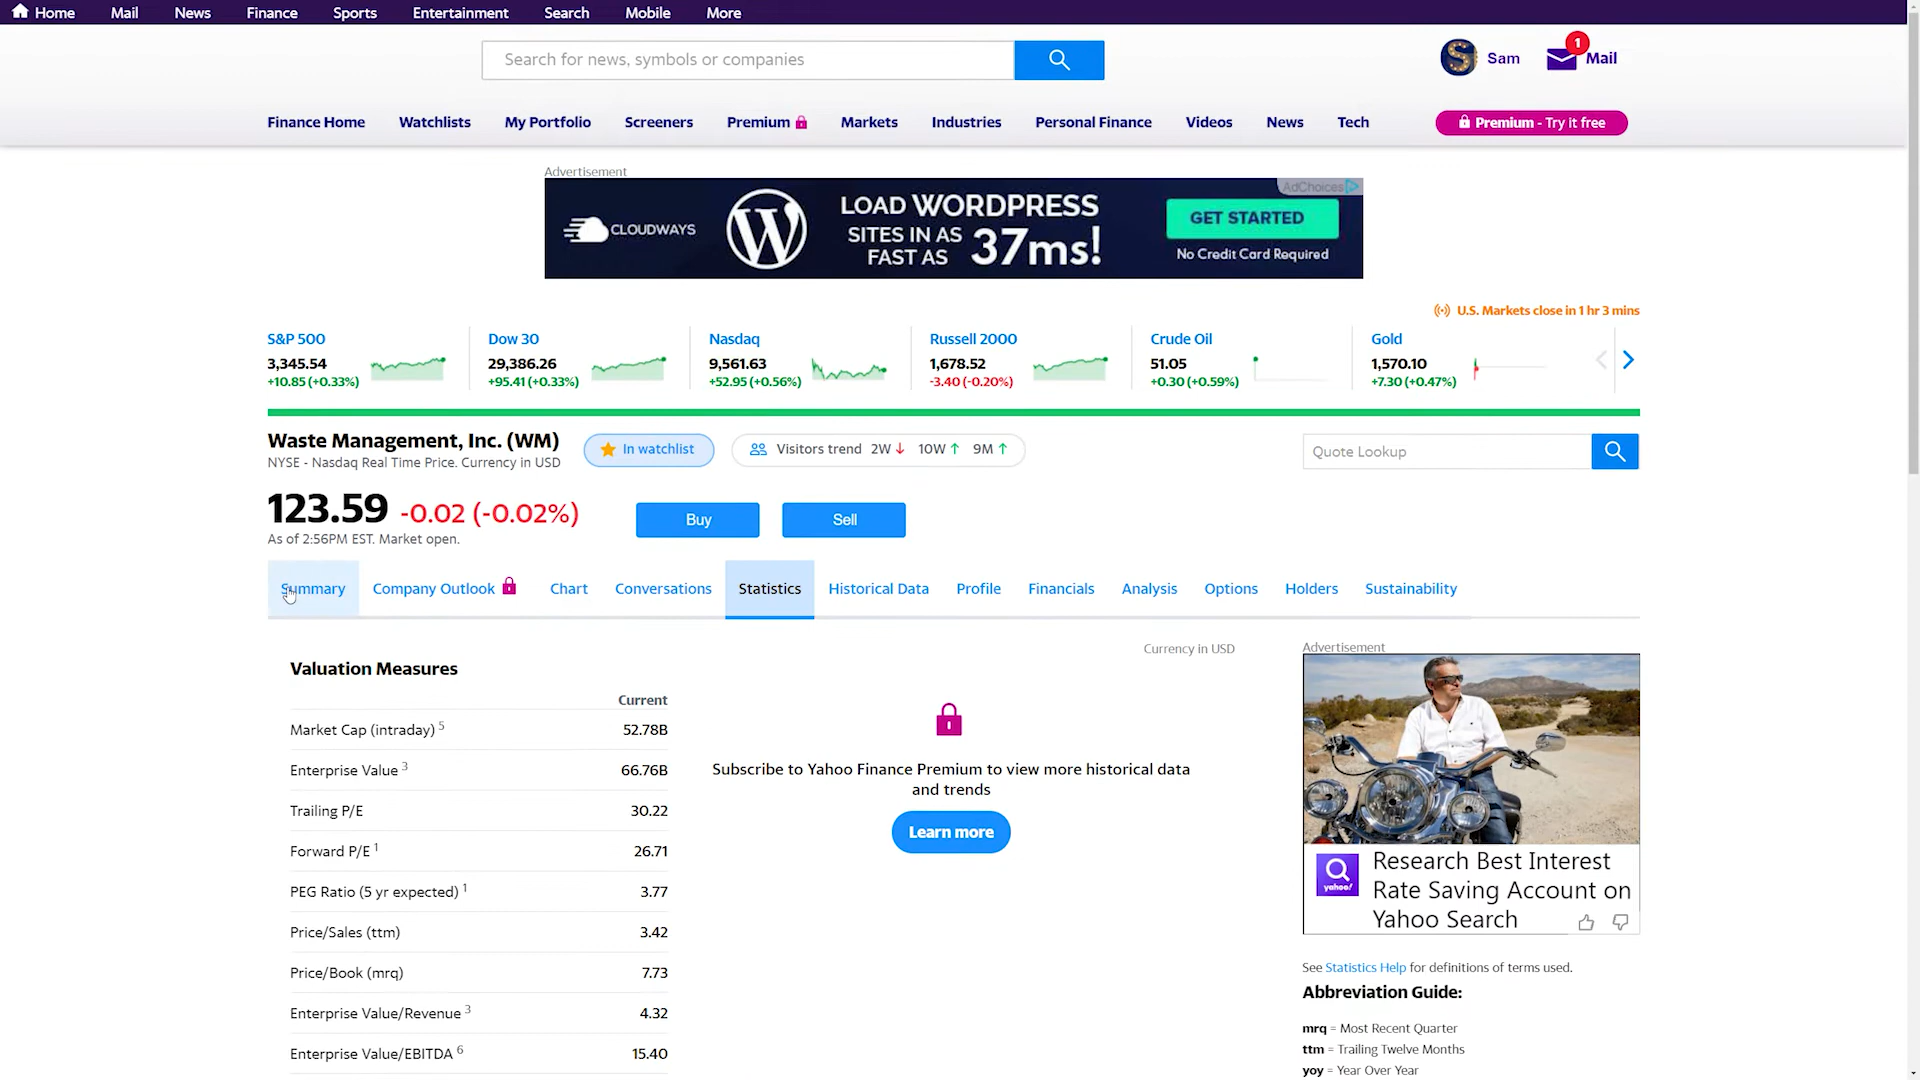 Home Mail News Finance Sports Entertainment Search Mobile More
Search for news, symbols or companies
S Sam 1 Mail
Finance Home Watchlists My Portfolio Screeners Premium Markets Industries Personal Finance Videos News Tech Premium - Try it free
Advertisement
AdChoices
CLOUDWAYS
W
LOAD WORDPRESS
SITES IN AS
FAST AS 37ms!
GET STARTED
No Credit Card Required
U.S. Markets close in 1 hr 3 mins
S&P 500
3,345.54
+10.85 (+0.33%)
Dow 30
29,386.26
+95.41 (+0.33%)
Nasdaq
9,561.63
+52.95 (+0.56%)
Russell 2000
1,678.52
-3.40 (-0.20%)
Crude Oil
51.05
+0.30 (+0.59%)
Gold
1,570.10
+7.30 (+0.47%)
Waste Management, Inc. (WM)
NYSE - Nasdaq Real Time Price. Currency in USD
In watchlist
Visitors trend 2W ↓ 10W ↑ 9M ↑
Quote Lookup
123.59 -0.02 (-0.02%)
As of 2:56PM EST. Market open.
Buy Sell
Summary Company Outlook Chart Conversations Statistics Historical Data Profile Financials Analysis Options Holders Sustainability
Currency in USD
Valuation Measures
Current
Market Cap (intraday) 5 52.78B
Enterprise Value 3 66.76B
Trailing P/E 30.22
Forward P/E 1 26.71
PEG Ratio (5 yr expected) 1 3.77
Price/Sales (ttm) 3.42
Price/Book (mrq) 7.73
Enterprise Value/Revenue 3 4.32
Enterprise Value/EBITDA 6 15.40
Subscribe to Yahoo Finance Premium to view more historical data
and trends
Learn more
Advertisement
yahoo!
Research Best Interest
Rate Saving Account on
Yahoo Search
See Statistics Help for definitions of terms used.
Abbreviation Guide:
mrq = Most Recent Quarter
ttm = Trailing Twelve Months
yoy = Year Over Year